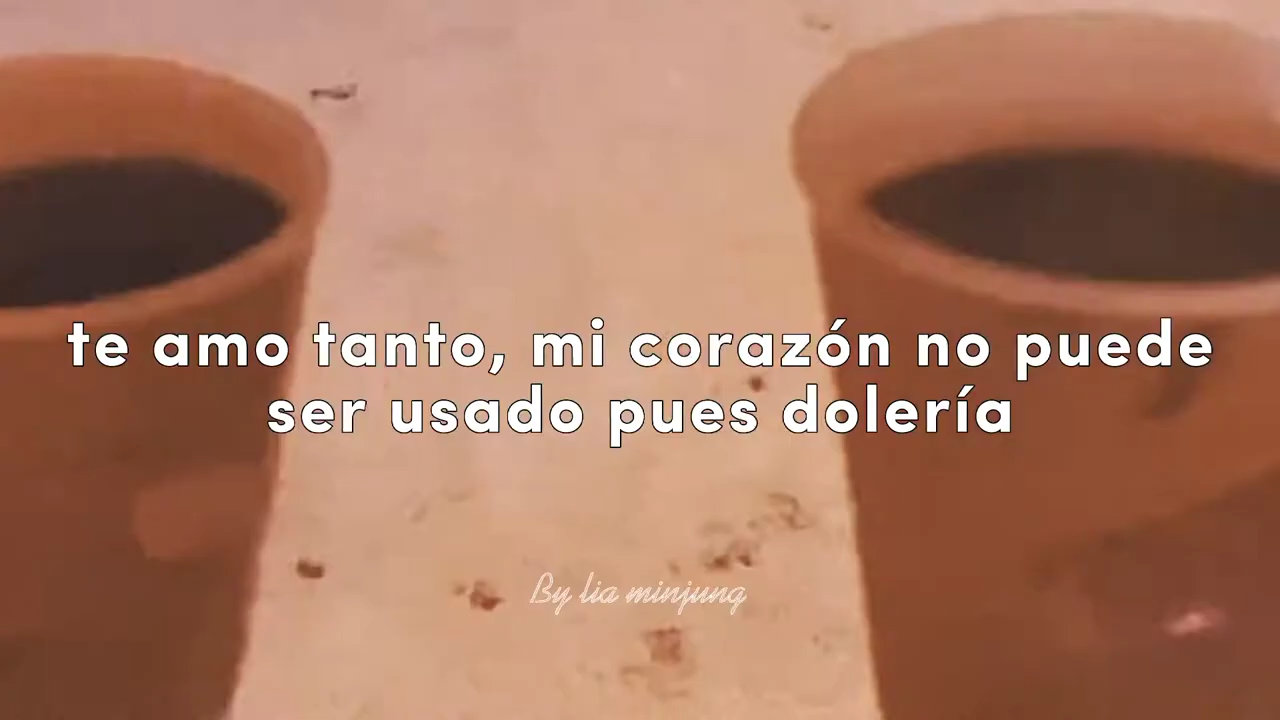 te amo tanto, mi corazón no puede
ser usado pues dolería
By lia minjung